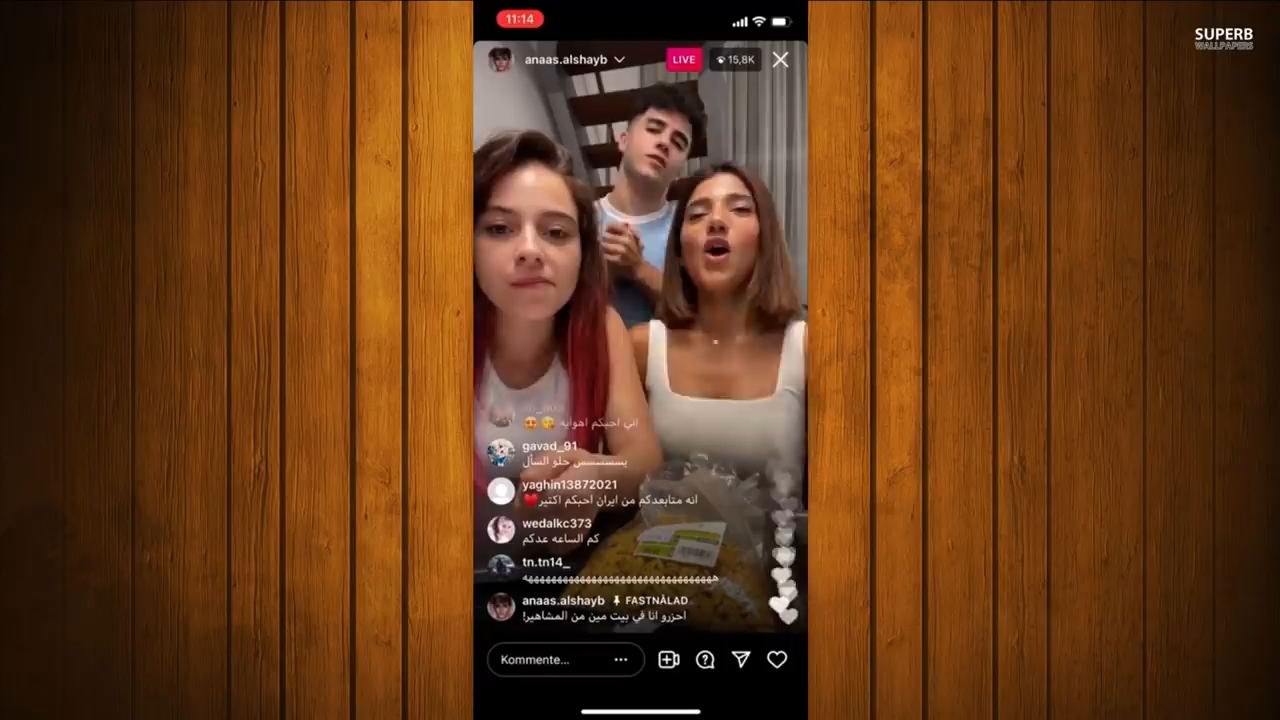 SUPERB
WALLPAPERS
11:14
anaas.alshayb
LIVE
15,8K
اني احبكم اهوايه 😘 😍
gavad_91
يسسسسس حلو السأل
yaghin13872021
انه متابعدكم من ايران احبكم اكثير❤️
wedalkc373
كم الساعه عدكم
tn.tn14_
anaas.alshayb FASTNÅLAD
احزرو انا في بيت مين من المشاهير!
Kommente...